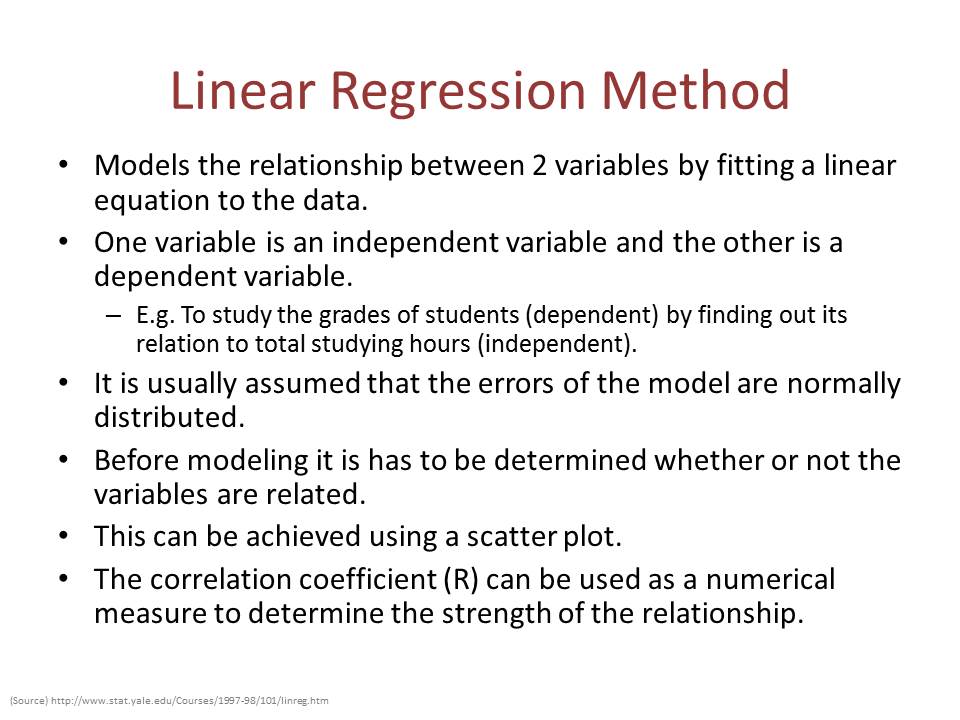 Linear Regression Method
• Models the relationship between 2 variables by fitting a linear
equation to the data.
• One variable is an independent variable and the other is a
dependent variable.
– E.g. To study the grades of students (dependent) by finding out its
relation to total studying hours (independent).
• It is usually assumed that the errors of the model are normally
distributed.
• Before modeling it is has to be determined whether or not the
variables are related.
• This can be achieved using a scatter plot.
• The correlation coefficient (R) can be used as a numerical
measure to determine the strength of the relationship.
(Source) http://www.stat.yale.edu/Courses/1997-98/101/linreg.htm